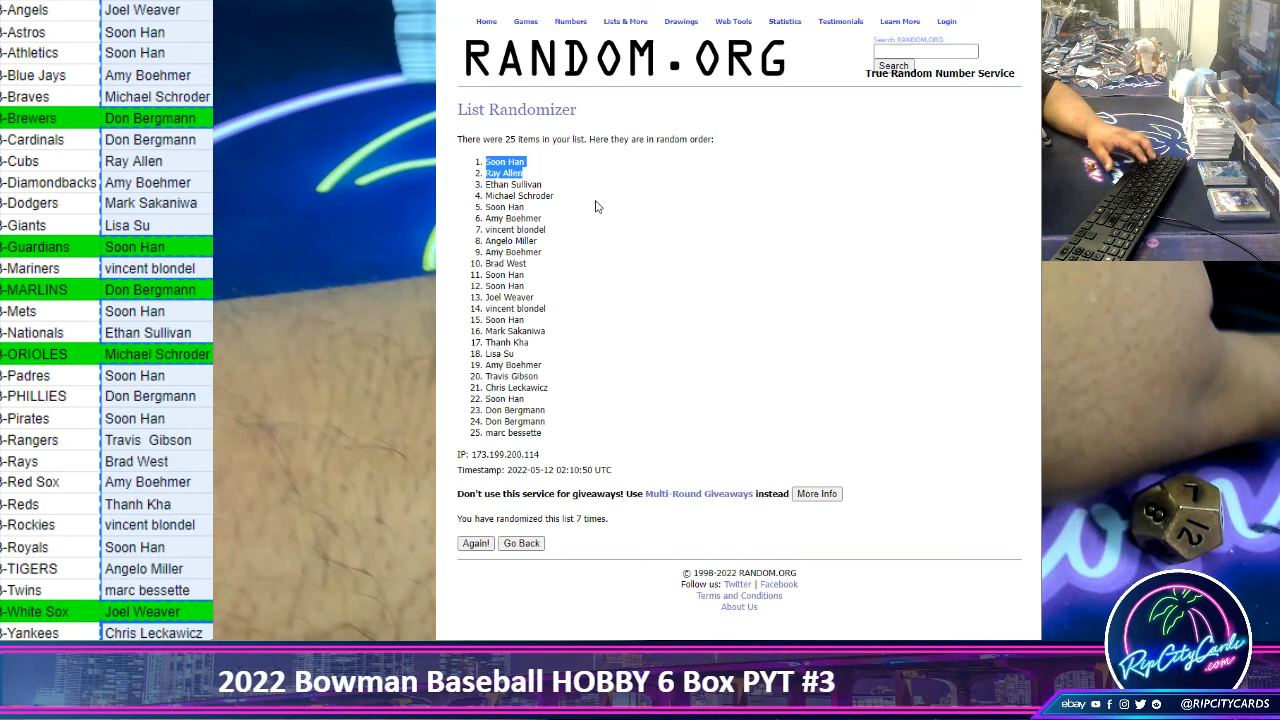 B-Angels Joel Weaver
B-Astros Soon Han
B-Athletics Soon Han
B-Blue Jays Amy Boehmer
B-Braves Michael Schroder
B-Brewers Don Bergmann
B-Cardinals Don Bergmann
B-Cubs Ray Allen
B-Diamondbacks Amy Boehmer
B-Dodgers Mark Sakaniwa
B-Giants Lisa Su
B-Guardians Soon Han
B-Mariners vincent blondel
B-MARLINS Don Bergmann
B-Mets Soon Han
B-Nationals Ethan Sullivan
B-ORIOLES Michael Schroder
B-Padres Soon Han
B-PHILLIES Don Bergmann
B-Pirates Soon Han
B-Rangers Travis Gibson
B-Rays Brad West
B-Red Sox Amy Boehmer
B-Reds Thanh Kha
B-Rockies vincent blondel
B-Royals Soon Han
B-TIGERS Angelo Miller
B-Twins marc bessette
B-White Sox Joel Weaver
B-Yankees Chris Leckawicz
Home Games Numbers Lists & More Drawings Web Tools Statistics Testimonials Learn More Login
RANDOM.ORG
Search RANDOM.ORG
Search
True Random Number Service
List Randomizer
There were 25 items in your list. Here they are in random order:
1. Soon Han
2. Ray Allen
3. Ethan Sullivan
4. Michael Schroder
5. Soon Han
6. Amy Boehmer
7. vincent blondel
8. Angelo Miller
9. Amy Boehmer
10. Brad West
11. Soon Han
12. Soon Han
13. Joel Weaver
14. vincent blondel
15. Soon Han
16. Mark Sakaniwa
17. Thanh Kha
18. Lisa Su
19. Amy Boehmer
20. Travis Gibson
21. Chris Leckawicz
22. Soon Han
23. Don Bergmann
24. Don Bergmann
25. marc bessette
IP: 173.199.200.114
Timestamp: 2022-05-12 02:10:50 UTC
Don't use this service for giveaways! Use Multi-Round Giveaways instead More Info
You have randomized this list 7 times.
Again! Go Back
© 1998-2022 RANDOM.ORG
Follow us: Twitter | Facebook
Terms and Conditions
About Us
7
8
12
RipCityCards
.com
2022 Bowman Baseball HOBBY 6 Box PYT #3
ebay @RIPCITYCARDS